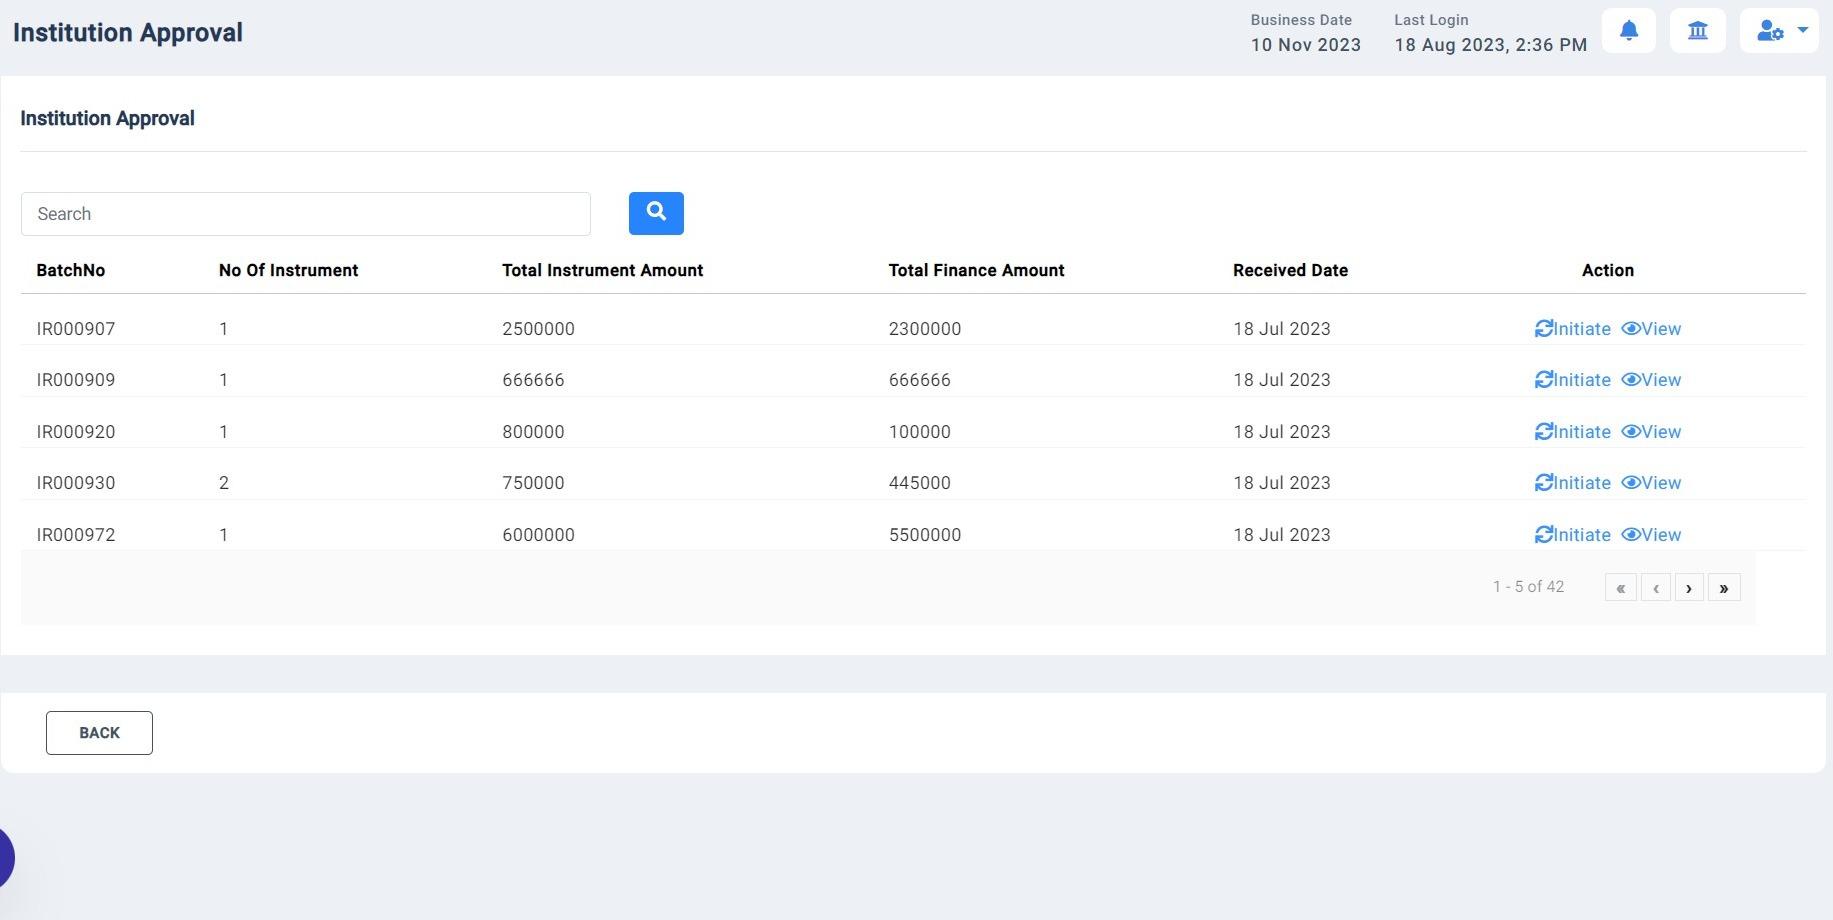 Institution Approval
Business Date
10 Nov 2023
Last Login
18 Aug 2023, 2:36 PM
Institution Approval
Search
BatchNo No Of Instrument Total Instrument Amount Total Finance Amount Received Date Action
IR000907 1 2500000 2300000 18 Jul 2023 Initiate View
IR000909 1 666666 666666 18 Jul 2023 Initiate View
IR000920 1 800000 100000 18 Jul 2023 Initiate View
IR000930 2 750000 445000 18 Jul 2023 Initiate View
IR000972 1 6000000 5500000 18 Jul 2023 Initiate View
1 - 5 of 42 « ‹ › »
BACK